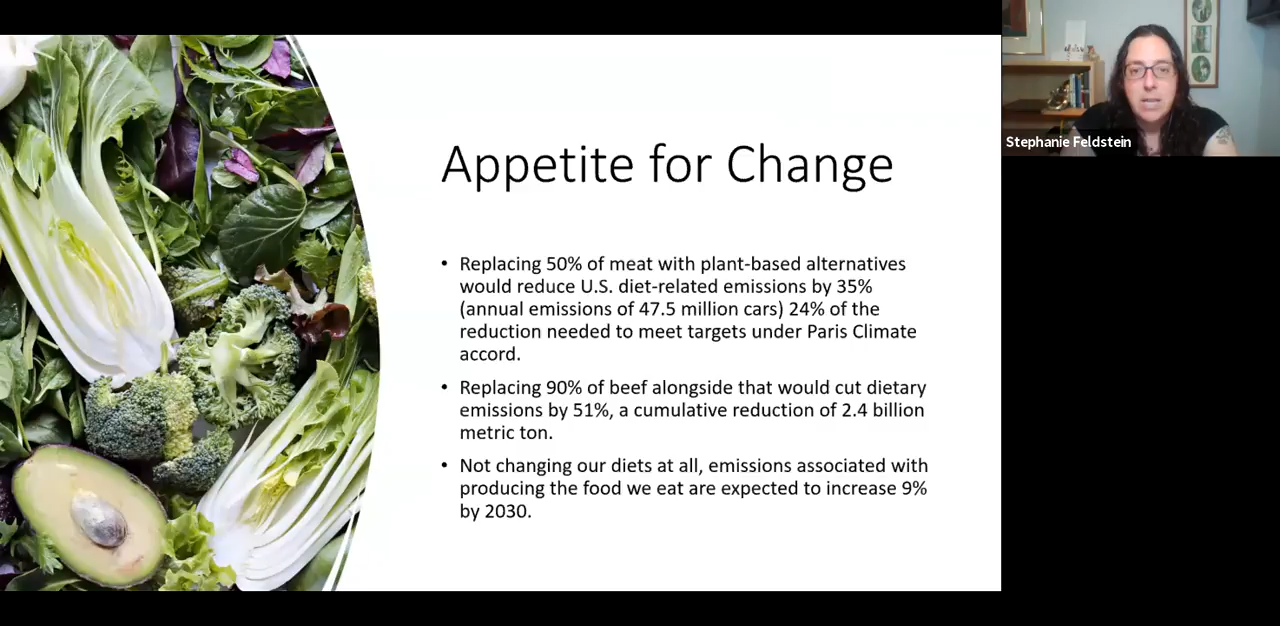 Appetite for Change
• Replacing 50% of meat with plant-based alternatives
would reduce U.S. diet-related emissions by 35%
(annual emissions of 47.5 million cars) 24% of the
reduction needed to meet targets under Paris Climate
accord.
• Replacing 90% of beef alongside that would cut dietary
emissions by 51%, a cumulative reduction of 2.4 billion
metric ton.
• Not changing our diets at all, emissions associated with
producing the food we eat are expected to increase 9%
by 2030.
Stephanie Feldstein